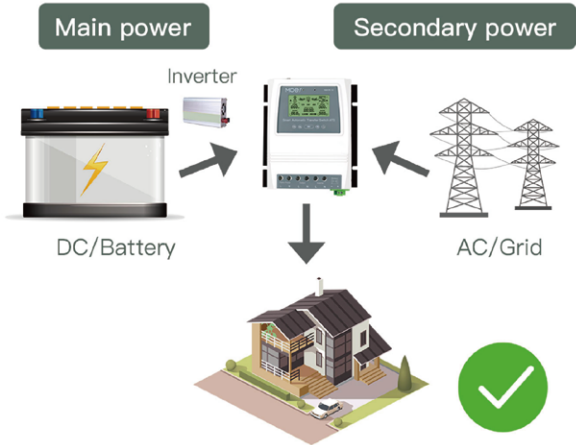 Main power
Secondary power
Inverter
DC/Battery
AC/Grid